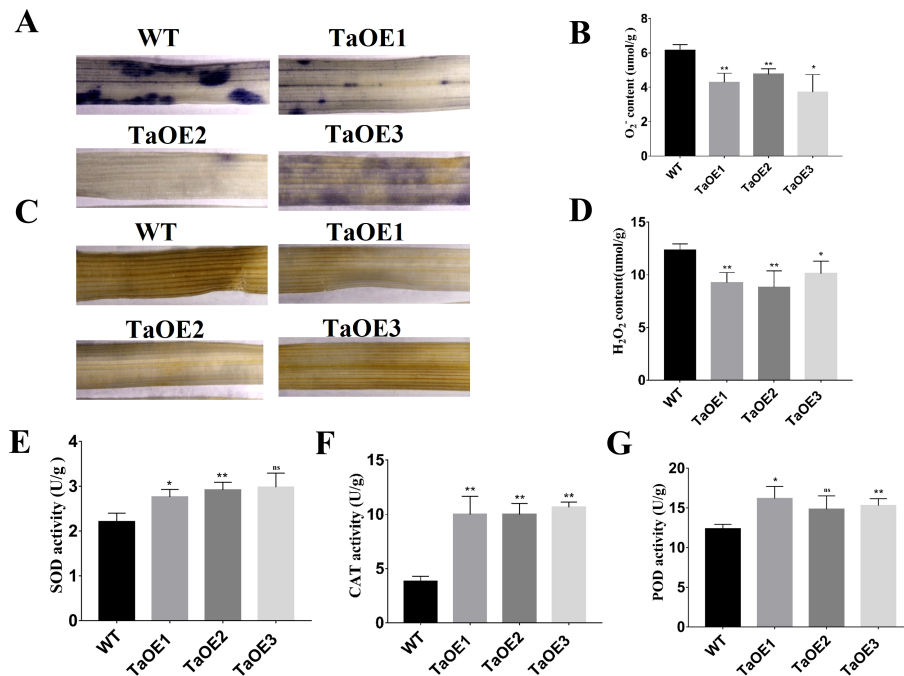 A
WT
TaOE1
TaOE2
TaOE3
B
O₂⁻ content (umol/g)
8
6
4
2
0
**
**
*
WT
TaOE1
TaOE2
TaOE3
C
WT
TaOE1
TaOE2
TaOE3
D
H₂O₂ content(umol/g)
15
10
5
0
**
**
*
WT
TaOE1
TaOE2
TaOE3
E
SOD activity (U/g )
4
3
2
1
0
*
**
ns
WT
TaOE1
TaOE2
TaOE3
F
CAT activity (U/g)
15
10
5
0
**
**
**
WT
TaOE1
TaOE2
TaOE3
G
POD activity (U/g)
20
15
10
5
0
*
ns
**
WT
TaOE1
TaOE2
TaOE3